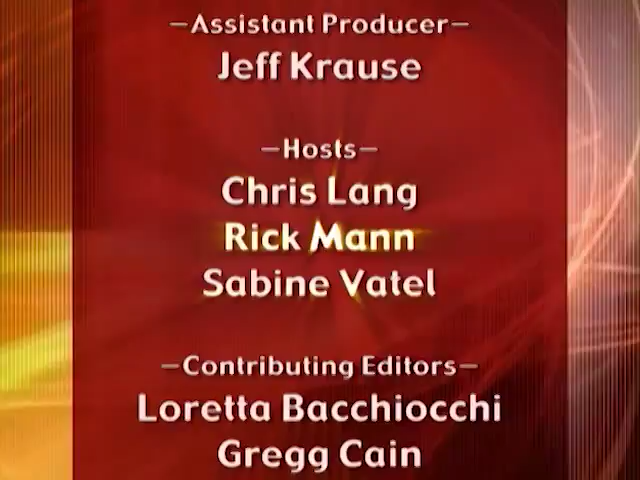 —Assistant Producer—
Jeff Krause
—Hosts—
Chris Lang
Rick Mann
Sabine Vatel
—Contributing Editors—
Loretta Bacchiocchi
Gregg Cain